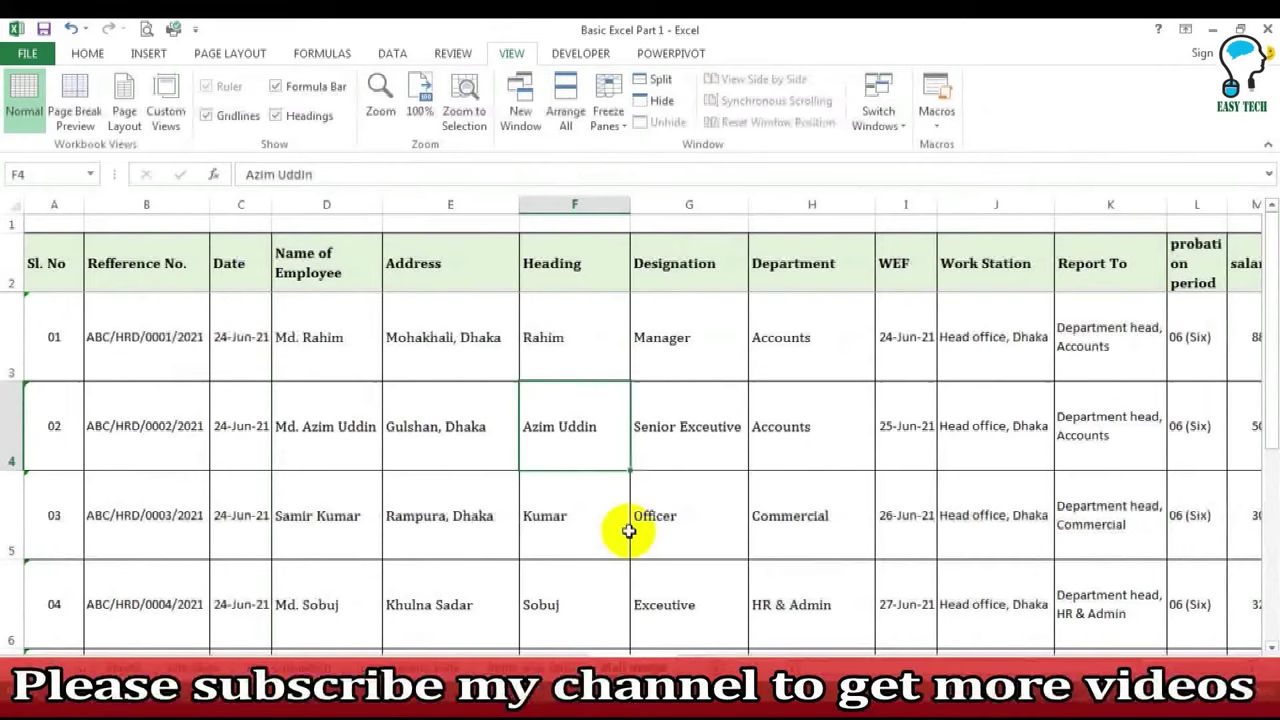 Basic Excel Part 1 - Excel
FILE HOME INSERT PAGE LAYOUT FORMULAS DATA REVIEW VIEW DEVELOPER POWERPIVOT Sign
EASY TECH
Normal Page Break Preview Page Layout Custom Views
Workbook Views
Ruler Formula Bar
Gridlines Headings
Show
Zoom 100% Zoom to Selection
Zoom
New Window Arrange All Freeze Panes
Split
Hide
Unhide
View Side by Side
Synchronous Scrolling
Reset Window Position
Switch Windows
Window
Macros
Macros
F4 fx Azim Uddin
A B C D E F G H I J K L M
1
2 Sl. No Refference No. Date Name of Employee Address Heading Designation Department WEF Work Station Report To probati on period
3 01 ABC/HRD/0001/2021 24-Jun-21 Md. Rahim Mohakhali, Dhaka Rahim Manager Accounts 24-Jun-21 Head office, Dhaka Department head, Accounts 06 (Six)
4 02 ABC/HRD/0002/2021 24-Jun-21 Md. Azim Uddin Gulshan, Dhaka Azim Uddin Senior Exceutive Accounts 25-Jun-21 Head office, Dhaka Department head, Accounts 06 (Six)
5 03 ABC/HRD/0003/2021 24-Jun-21 Samir Kumar Rampura, Dhaka Kumar Officer Commercial 26-Jun-21 Head office, Dhaka Department head, Commercial 06 (Six)
6 04 ABC/HRD/0004/2021 24-Jun-21 Md. Sobuj Khulna Sadar Sobuj Exceutive HR & Admin 27-Jun-21 Head office, Dhaka Department head, HR & Admin 06 (Six)
Please subscribe my channel to get more videos